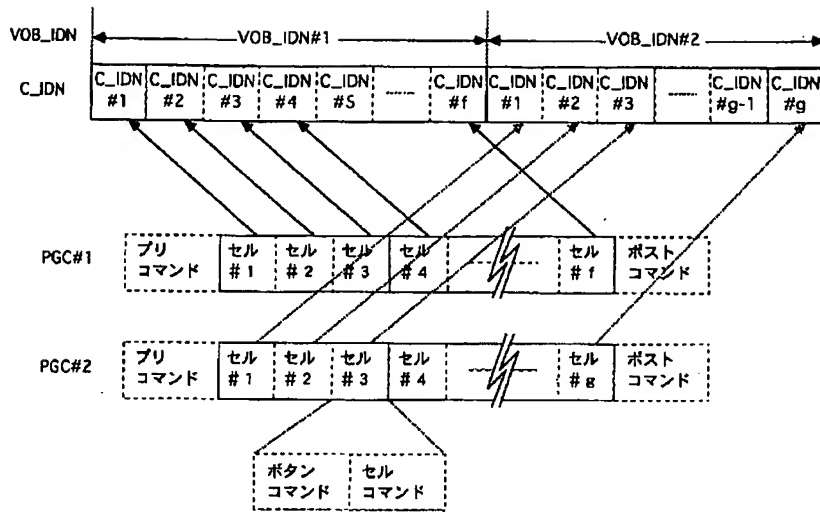 VOB_IDN VOB_IDN#1 VOB_IDN#2
C_IDN C_IDN C_IDN C_IDN C_IDN C_IDN ------ C_IDN C_IDN C_IDN C_IDN ------ C_IDN C_IDN
#1 #2 #3 #4 #5 #f #1 #2 #3 #g-1 #g
PGC#1 プリ セル セル セル セル セル ポスト
コマンド #1 #2 #3 #4 #f コマンド
PGC#2 プリ セル セル セル セル セル ポスト
コマンド #1 #2 #3 #4 #g コマンド
ボタン セル
コマンド コマンド